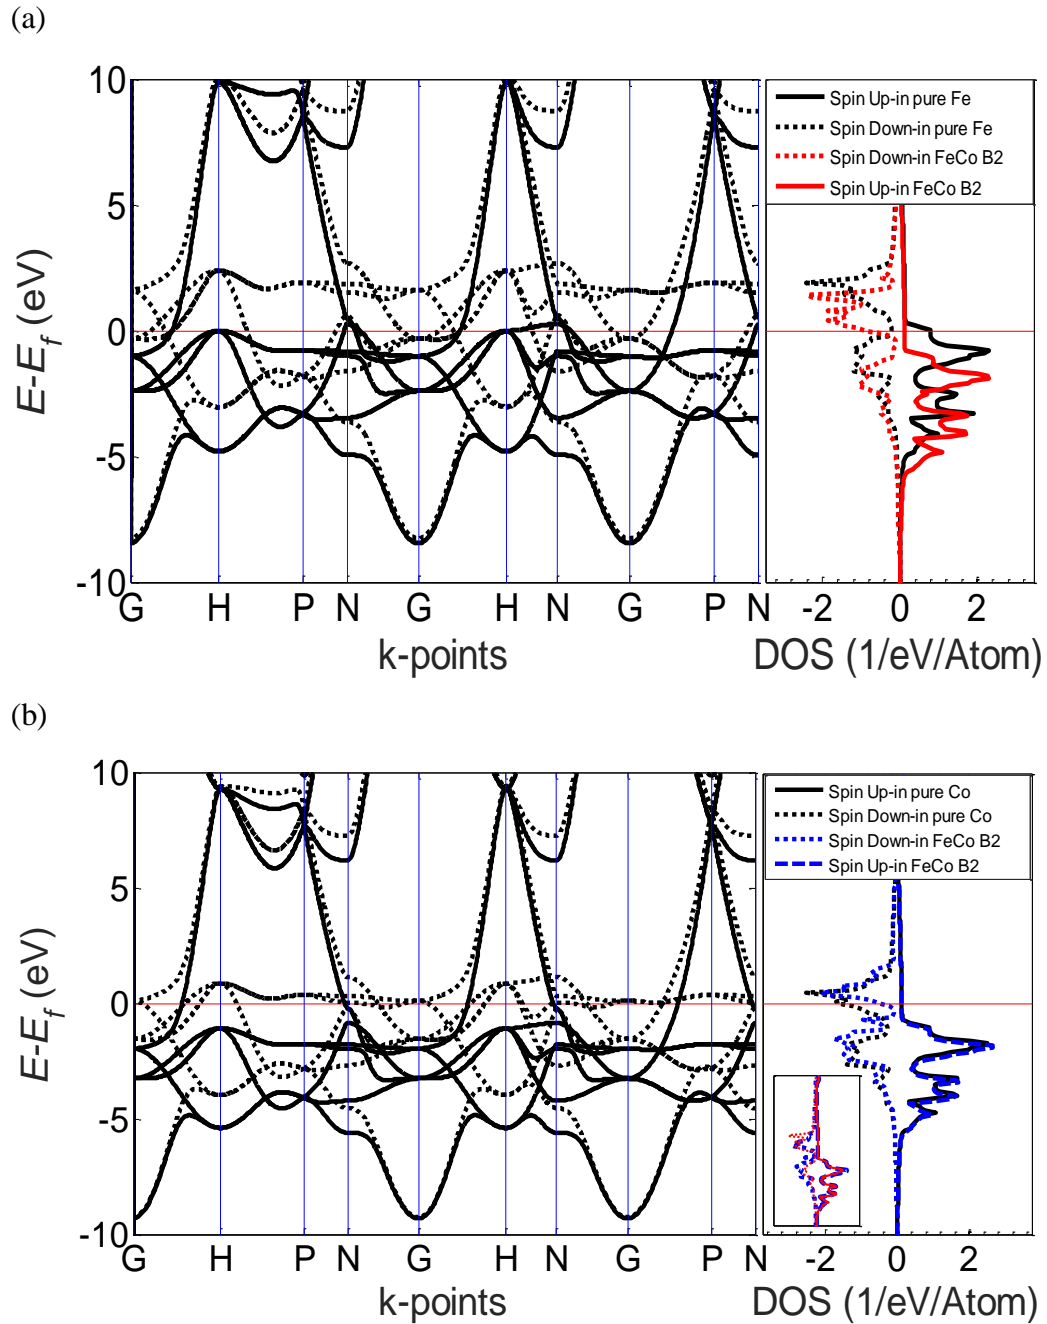 (a)
10
5
0
-5
-10
E-E_f (eV)
G H P N G H N G P N
k-points
Spin Up-in pure Fe
Spin Down-in pure Fe
Spin Down-in FeCo B2
Spin Up-in FeCo B2
-2 0 2
DOS (1/eV/Atom)
(b)
10
5
0
-5
-10
E-E_f (eV)
G H P N G H N G P N
k-points
Spin Up-in pure Co
Spin Down-in pure Co
Spin Down-in FeCo B2
Spin Up-in FeCo B2
-2 0 2
DOS (1/eV/Atom)